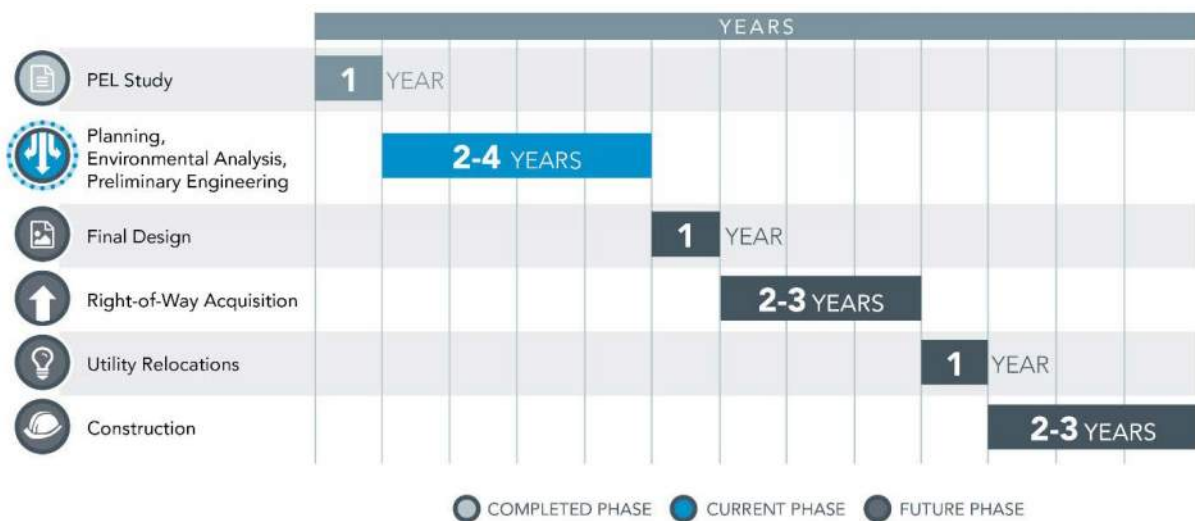 YEARS
PEL Study
1 YEAR
Planning,
Environmental Analysis,
Preliminary Engineering
2-4 YEARS
Final Design
1 YEAR
Right-of-Way Acquisition
2-3 YEARS
Utility Relocations
1 YEAR
Construction
2-3 YEARS
COMPLETED PHASE CURRENT PHASE FUTURE PHASE